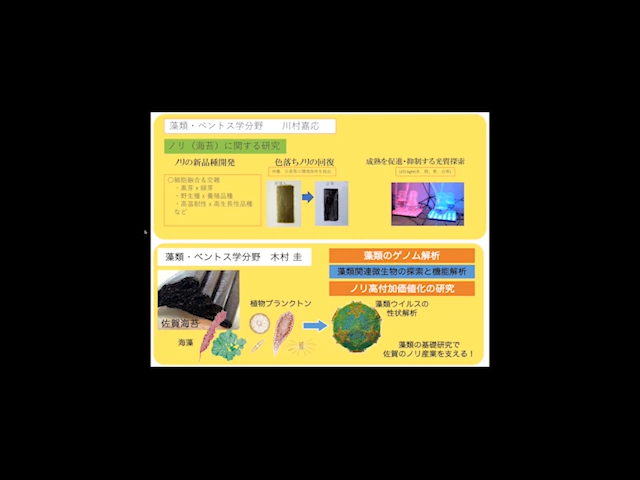 藻類・ベントス学分野　川村嘉応
ノリ（海苔）に関する研究
ノリの新品種開発
○細胞融合＆交雑
・黒芽 x 緑芽
・野生種 x 養殖品種
・高温耐性 x 高生長性品種
など
色落ちノリの回復
成熟を促進・抑制する光質探索
藻類・ベントス学分野　木村 圭
藻類のゲノム解析
藻類関連微生物の探索と機能解析
ノリ高付加価値化の研究
佐賀海苔
海藻
植物プランクトン
藻類ウイルスの
性状解析
藻類の基礎研究で
佐賀のノリ産業を支える！